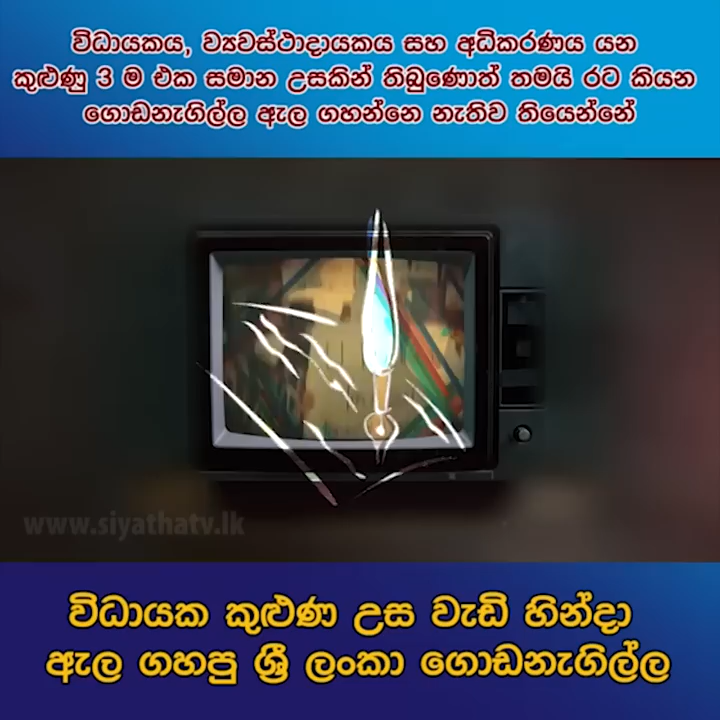 විධායකය, ව්‍යවස්ථාදායකය සහ අධිකරණය යන
කුළුණු 3 ම එක සමාන උසකින් තිබුණොත් තමයි රට කියන
ගොඩනැගිල්ල ඇල ගහන්නෙ නැතිව තියෙන්නේ
www.siyathatv.lk
විධායක කුළුණ උස වැඩි හින්දා
ඇල ගහපු ශ්‍රී ලංකා ගොඩනැගිල්ල